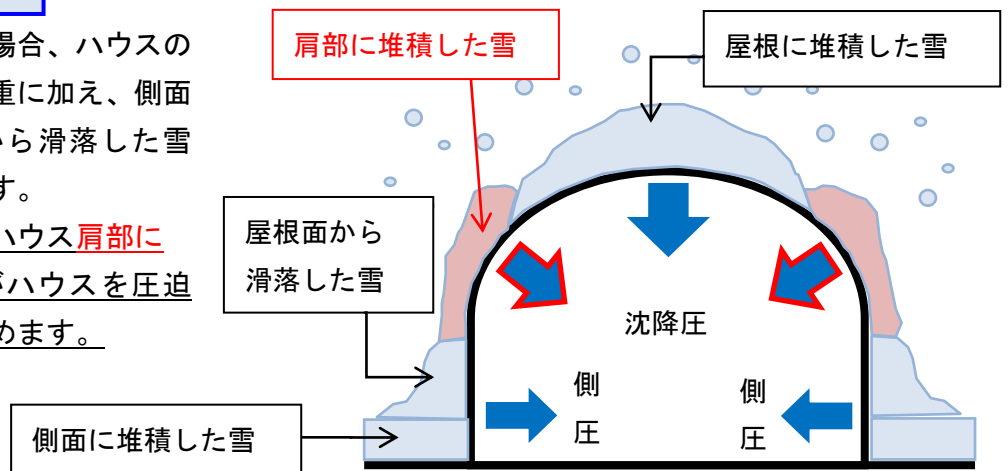 場合、ハウスの
重に加え、側面
から滑落した雪
す。
ハウス肩部に
がハウスを圧迫
めます。
肩部に堆積した雪
屋根に堆積した雪
屋根面から
滑落した雪
沈降圧
側
圧
側
圧
側面に堆積した雪